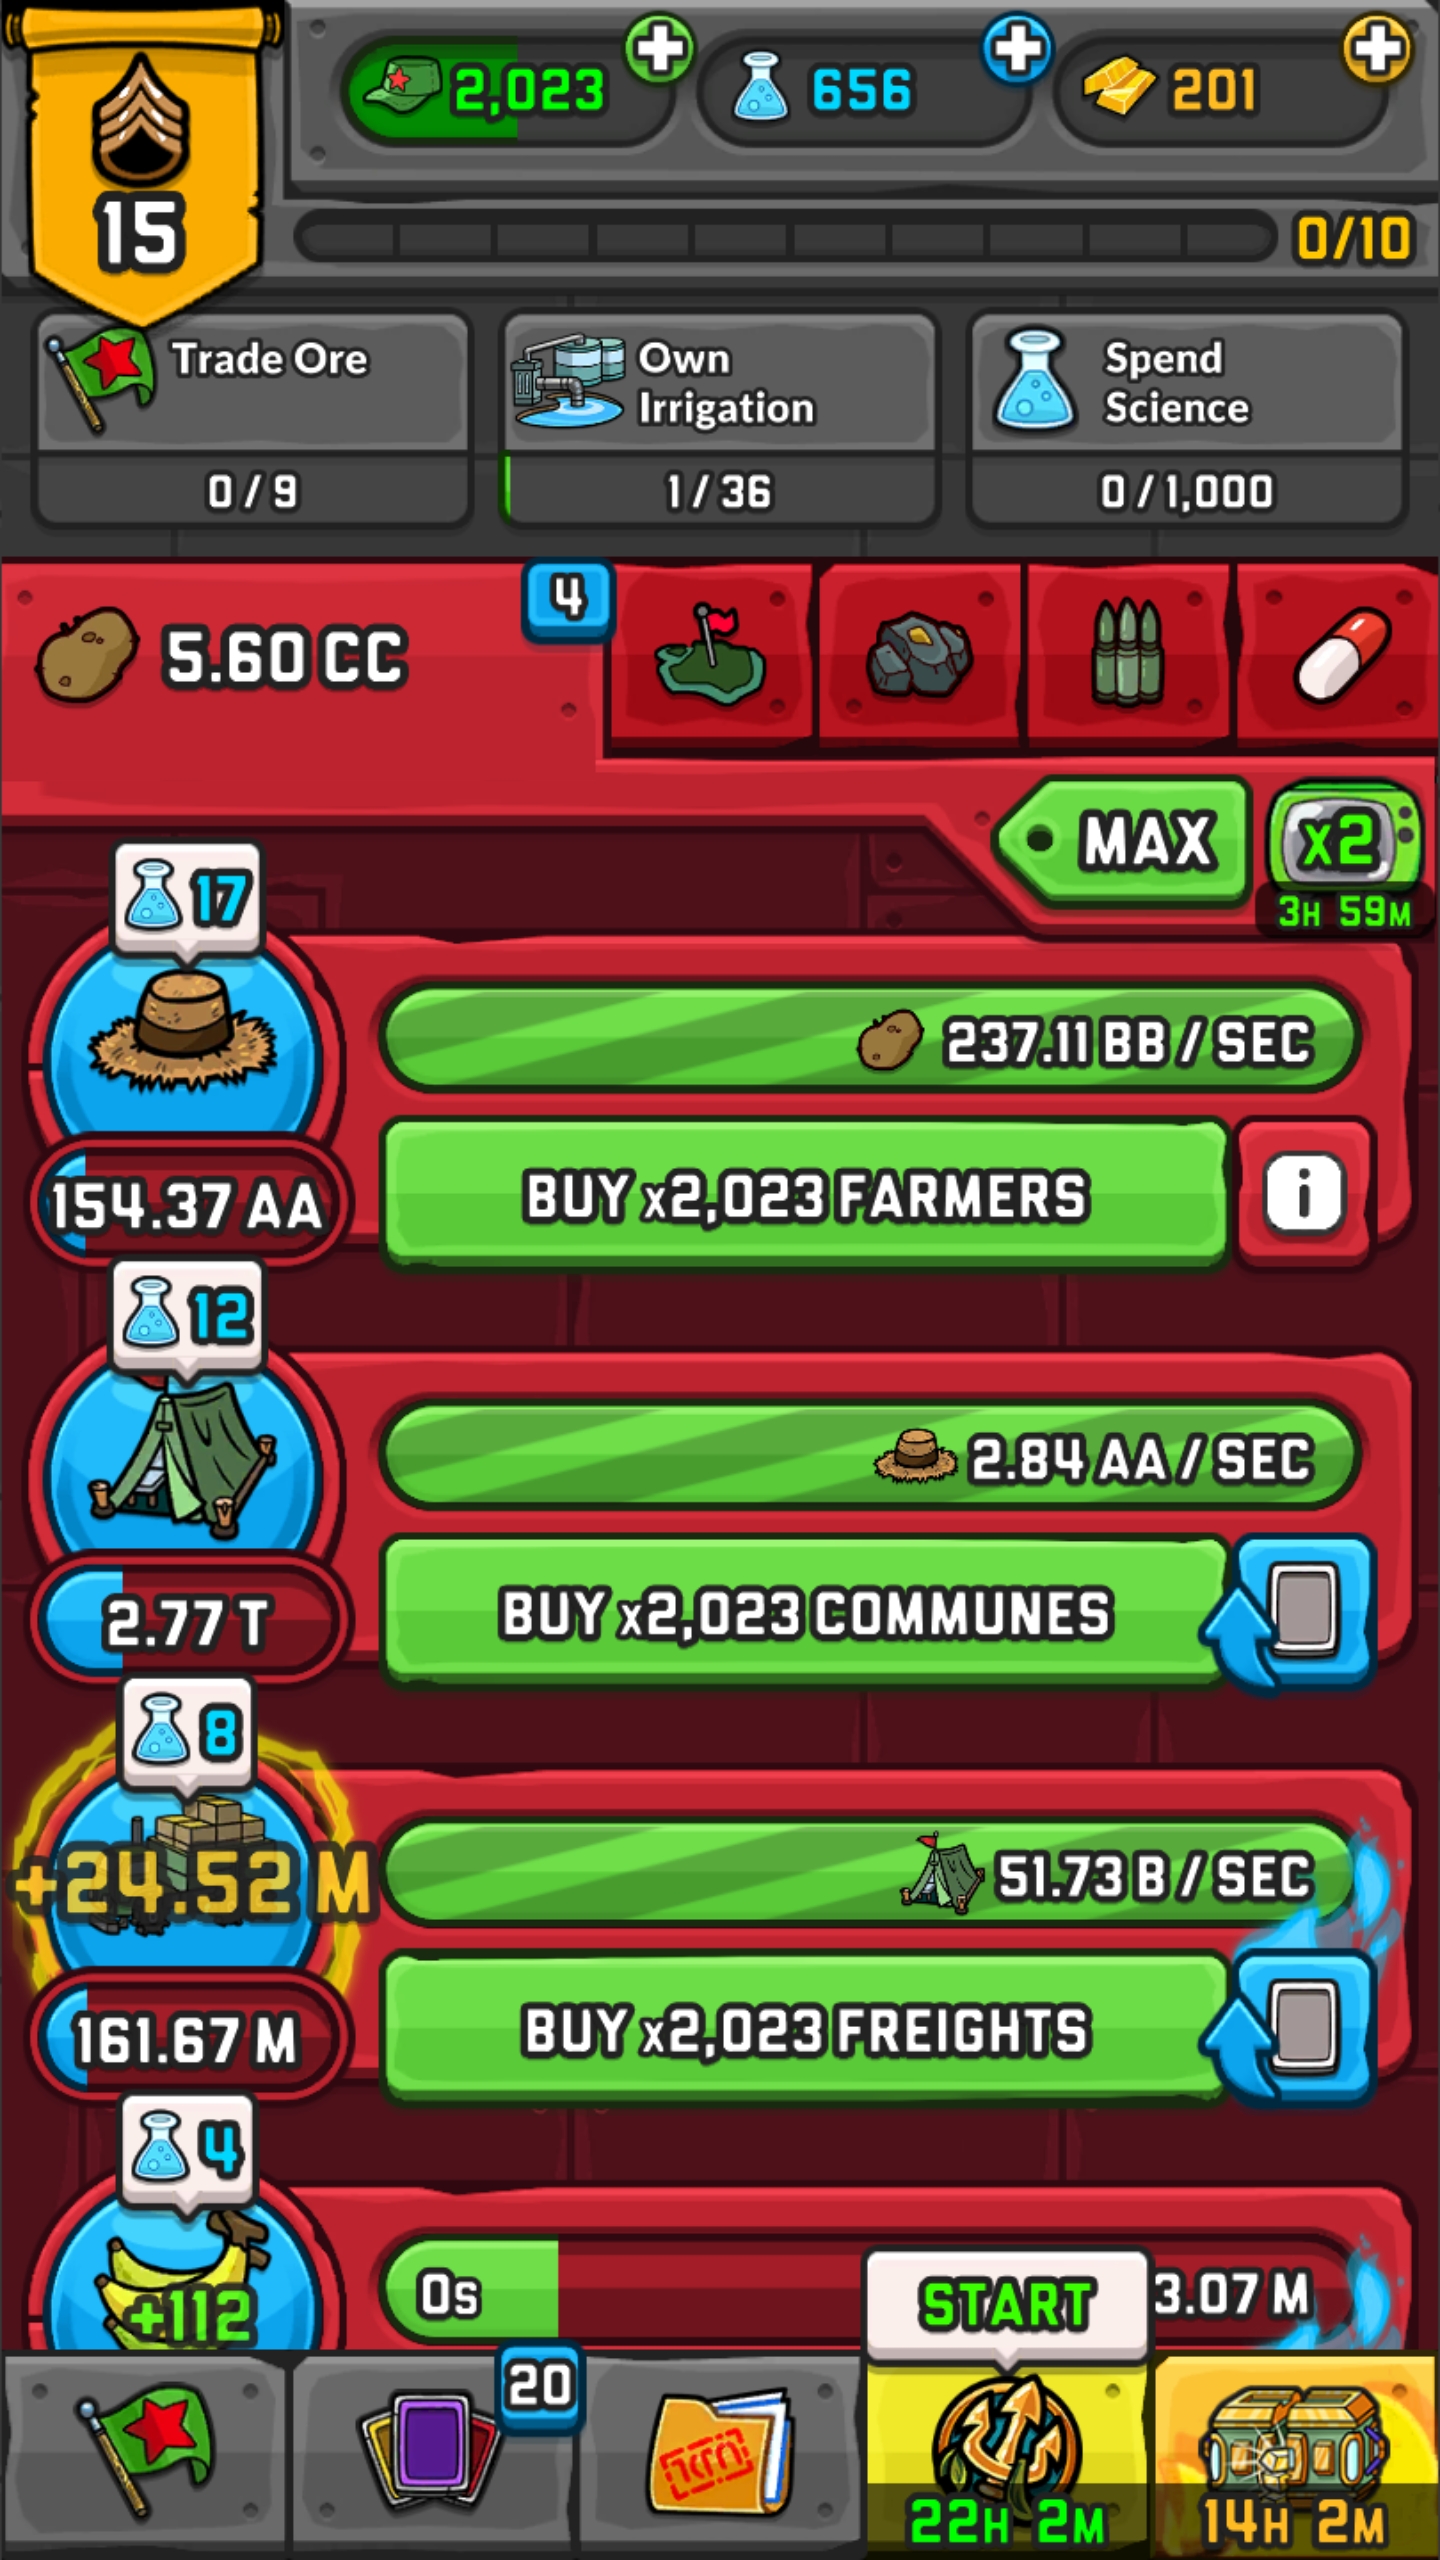 2,023
656
201
15
0/10
Trade Ore
0 / 9
Own
Irrigation
1 / 36
Spend
Science
0 / 1,000
5.60 CC
4
MAX
x2
3H 59M
17
237.11 BB / SEC
BUY x2,023 FARMERS
i
154.37 AA
12
2.84 AA / SEC
BUY x2,023 COMMUNES
2.77 T
8
+24.52 M
51.73 B / SEC
BUY x2,023 FREIGHTS
161.67 M
4
+112
0s
START
3.07 M
20
22H 2M
14H 2M